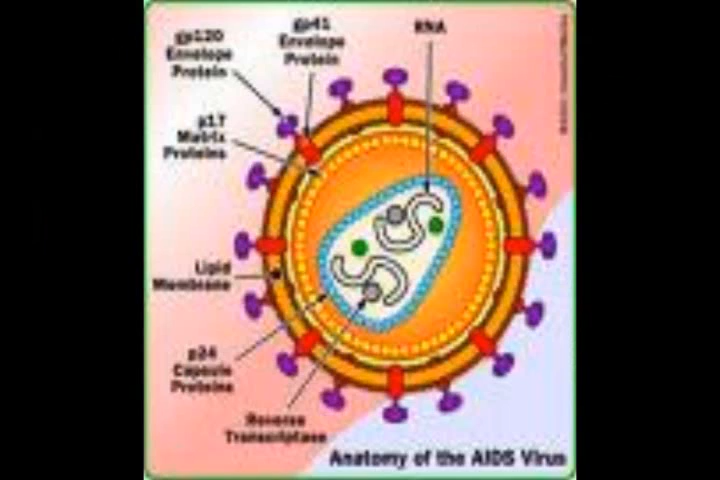 gp120
Envelope
Protein
gp41
Envelope
Protein
RNA
p17
Matrix
Proteins
Lipid
Membrane
p24
Capsule
Proteins
Reverse
Transcriptase
Anatomy of the AIDS Virus